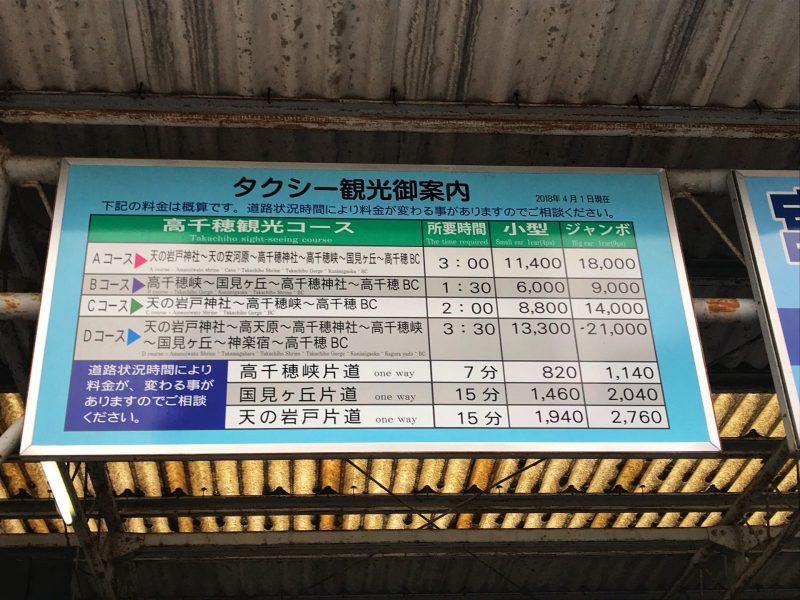 タクシー観光御案内
2018年4月1日現在
下記の料金は概算です。道路状況時間により料金が変わる事がありますのでご相談ください。
高千穂観光コース 所要時間 小型 ジャンボ
Takachiho sight-seeing course The time required Small car 1car(4ps) Big car 1car(9ps)
Aコース 天の岩戸神社～天の安河原～高千穂神社～高千穂峡～国見ヶ丘～高千穂BC 3：00 11,400 18,000
Bコース 高千穂峡～国見ヶ丘～高千穂神社～高千穂BC 1：30 6,000 9,000
Cコース 天の岩戸神社～高千穂峡～高千穂BC 2：00 8,800 14,000
Dコース 天の岩戸神社～高天原～高千穂神社～高千穂峡
～国見ヶ丘～神楽宿～高千穂BC 3：30 13,300 -21,000
道路状況時間により
料金が、変わる事が
ありますのでご相談
ください。
高千穂峡片道 one way 7分 820 1,140
国見ヶ丘片道 one way 15分 1,460 2,040
天の岩戸片道 one way 15分 1,940 2,760